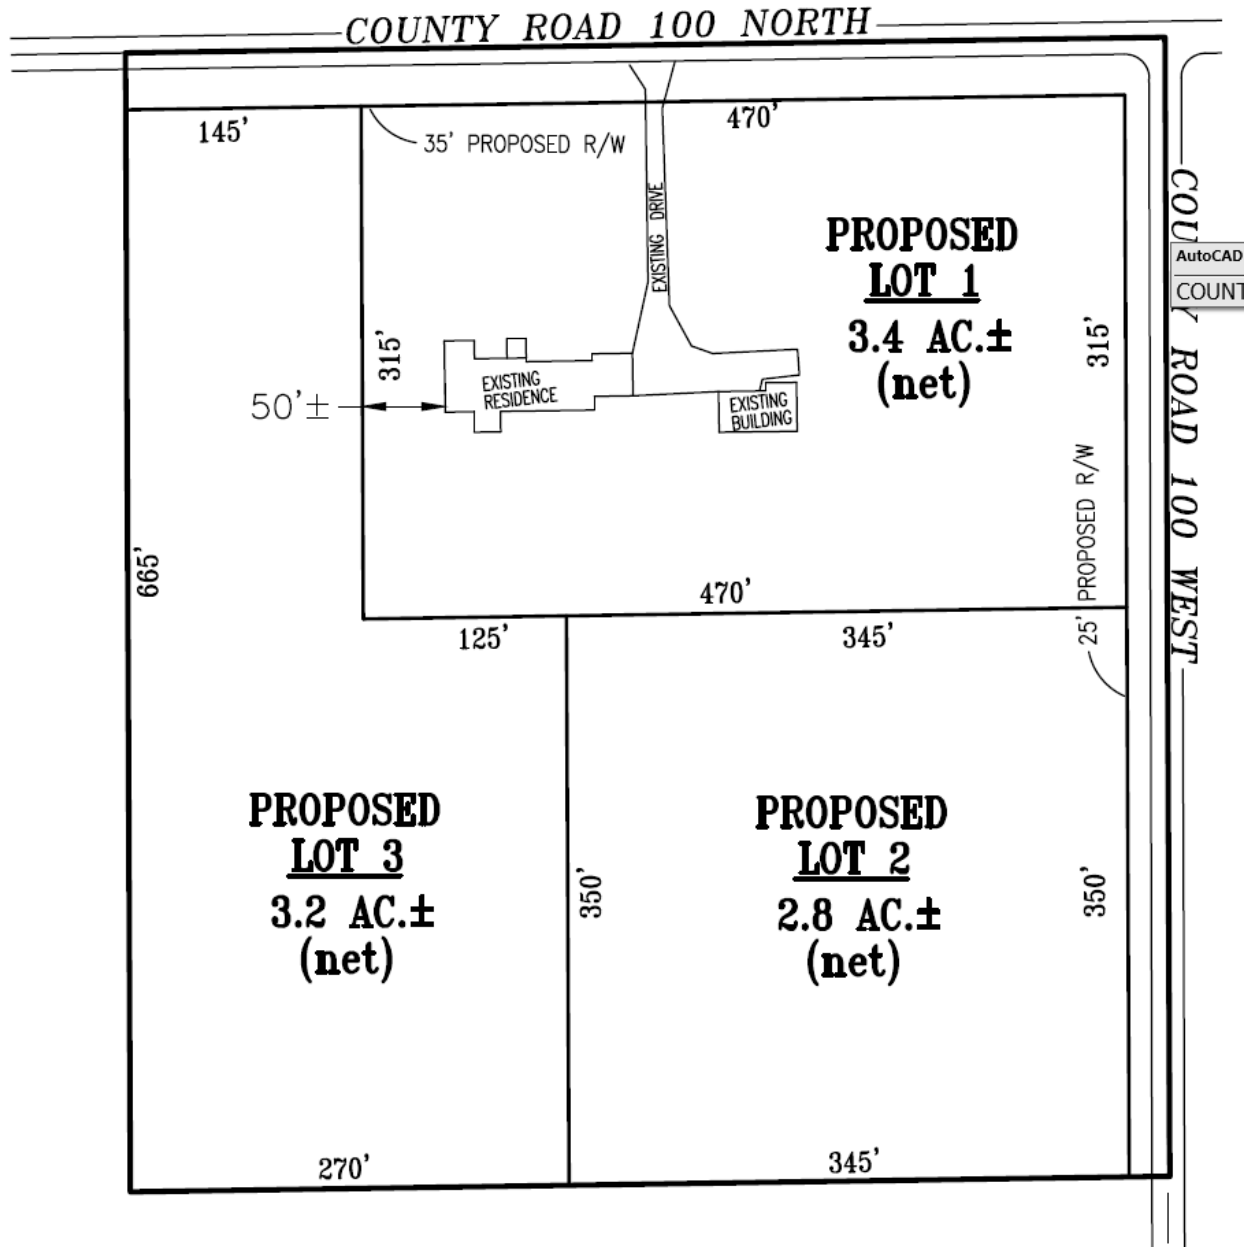 COUNTY ROAD 100 NORTH
145'
470'
35' PROPOSED R/W
EXISTING DRIVE
PROPOSED
LOT 1
3.4 AC.±
(net)
315'
315'
50'±
EXISTING
RESIDENCE
EXISTING
BUILDING
AutoCAD
COUNT
COUNTY ROAD 100 WEST
25' PROPOSED R/W
665'
470'
125'
345'
PROPOSED
LOT 3
3.2 AC.±
(net)
350'
PROPOSED
LOT 2
2.8 AC.±
(net)
350'
270'
345'